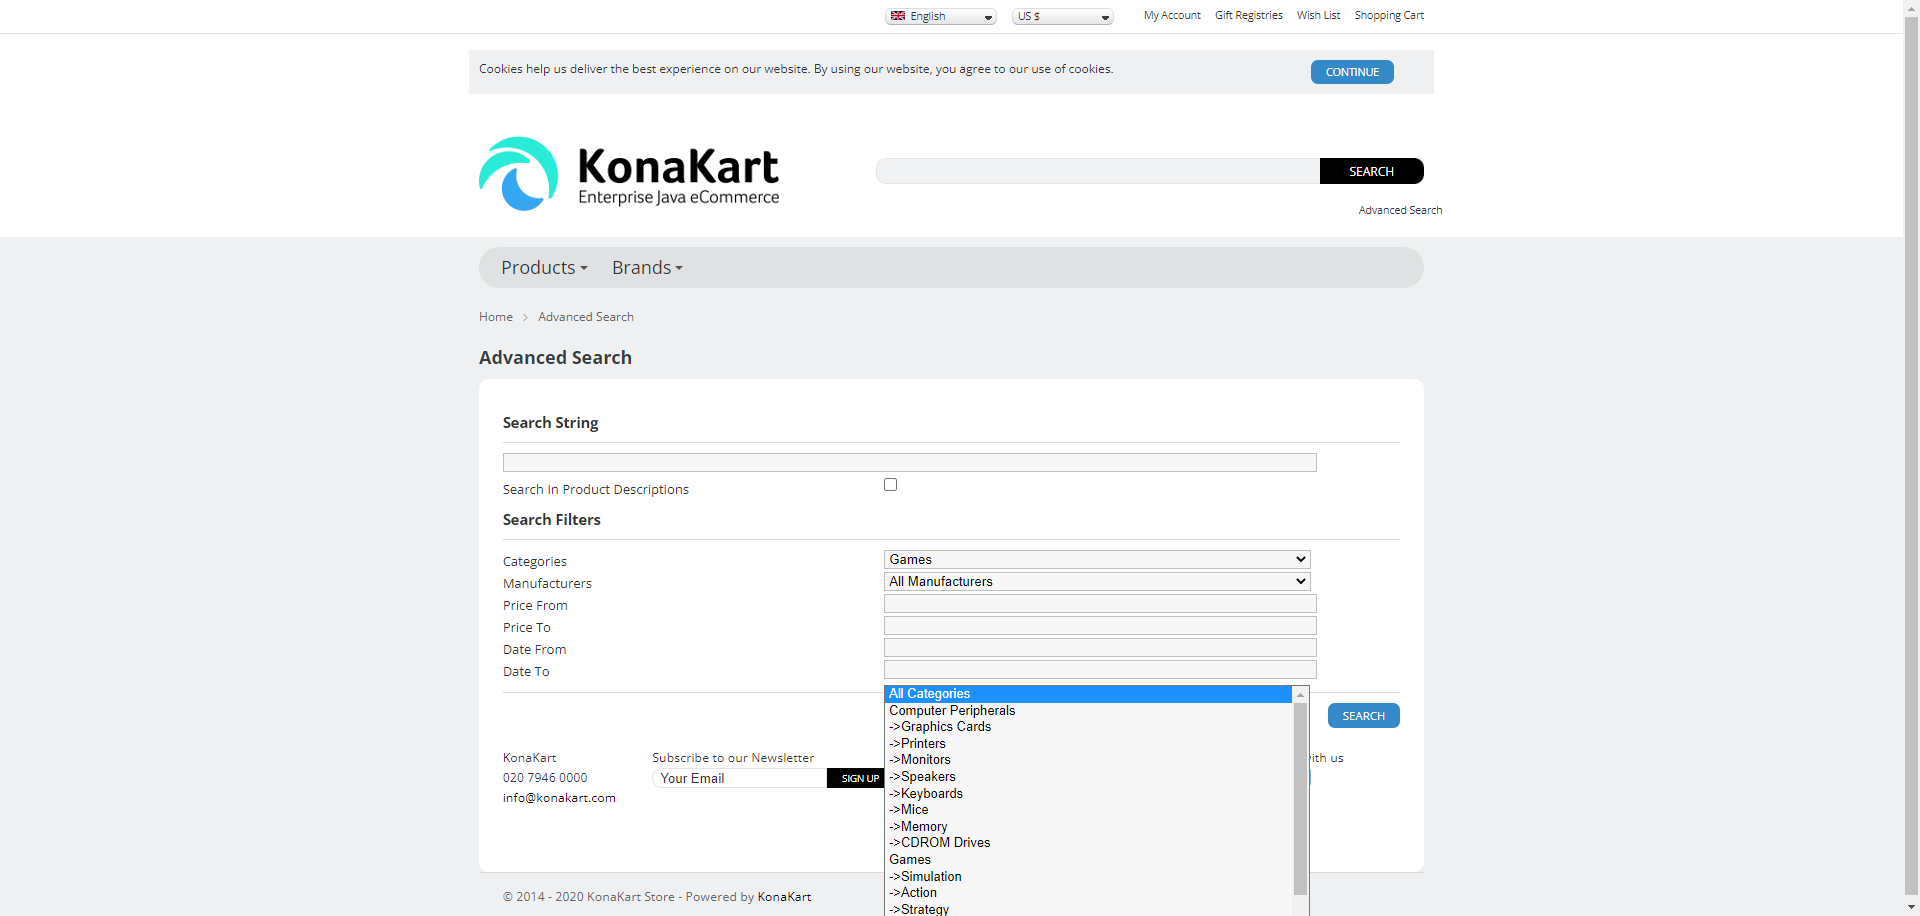 English
US $
My Account
Gift Registries
Wish List
Shopping Cart
Cookies help us deliver the best experience on our website. By using our website, you agree to our use of cookies.
CONTINUE
KonaKart
Enterprise Java eCommerce
SEARCH
Advanced Search
Products
Brands
Home
Advanced Search
Advanced Search
Search String
Search In Product Descriptions
Search Filters
Categories
Games
Manufacturers
All Manufacturers
Price From
Price To
Date From
Date To
All Categories
Computer Peripherals
->Graphics Cards
->Printers
->Monitors
->Speakers
->Keyboards
->Mice
->Memory
->CDROM Drives
Games
->Simulation
->Action
->Strategy
SEARCH
KonaKart
020 7946 0000
info@konakart.com
Subscribe to our Newsletter
Your Email
SIGN UP
with us
© 2014 - 2020 KonaKart Store - Powered by KonaKart